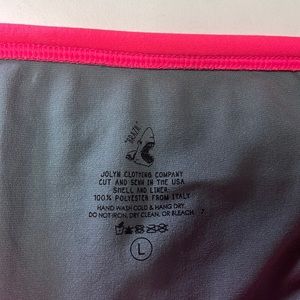 JOLYN CLOTHING COMPANY
CUT AND SEWN IN THE USA
SHELL AND LINER:
100% POLYESTER FROM ITALY
HAND WASH COLD & HANG DRY.
DO NOT IRON, DRY CLEAN, OR BLEACH.
L